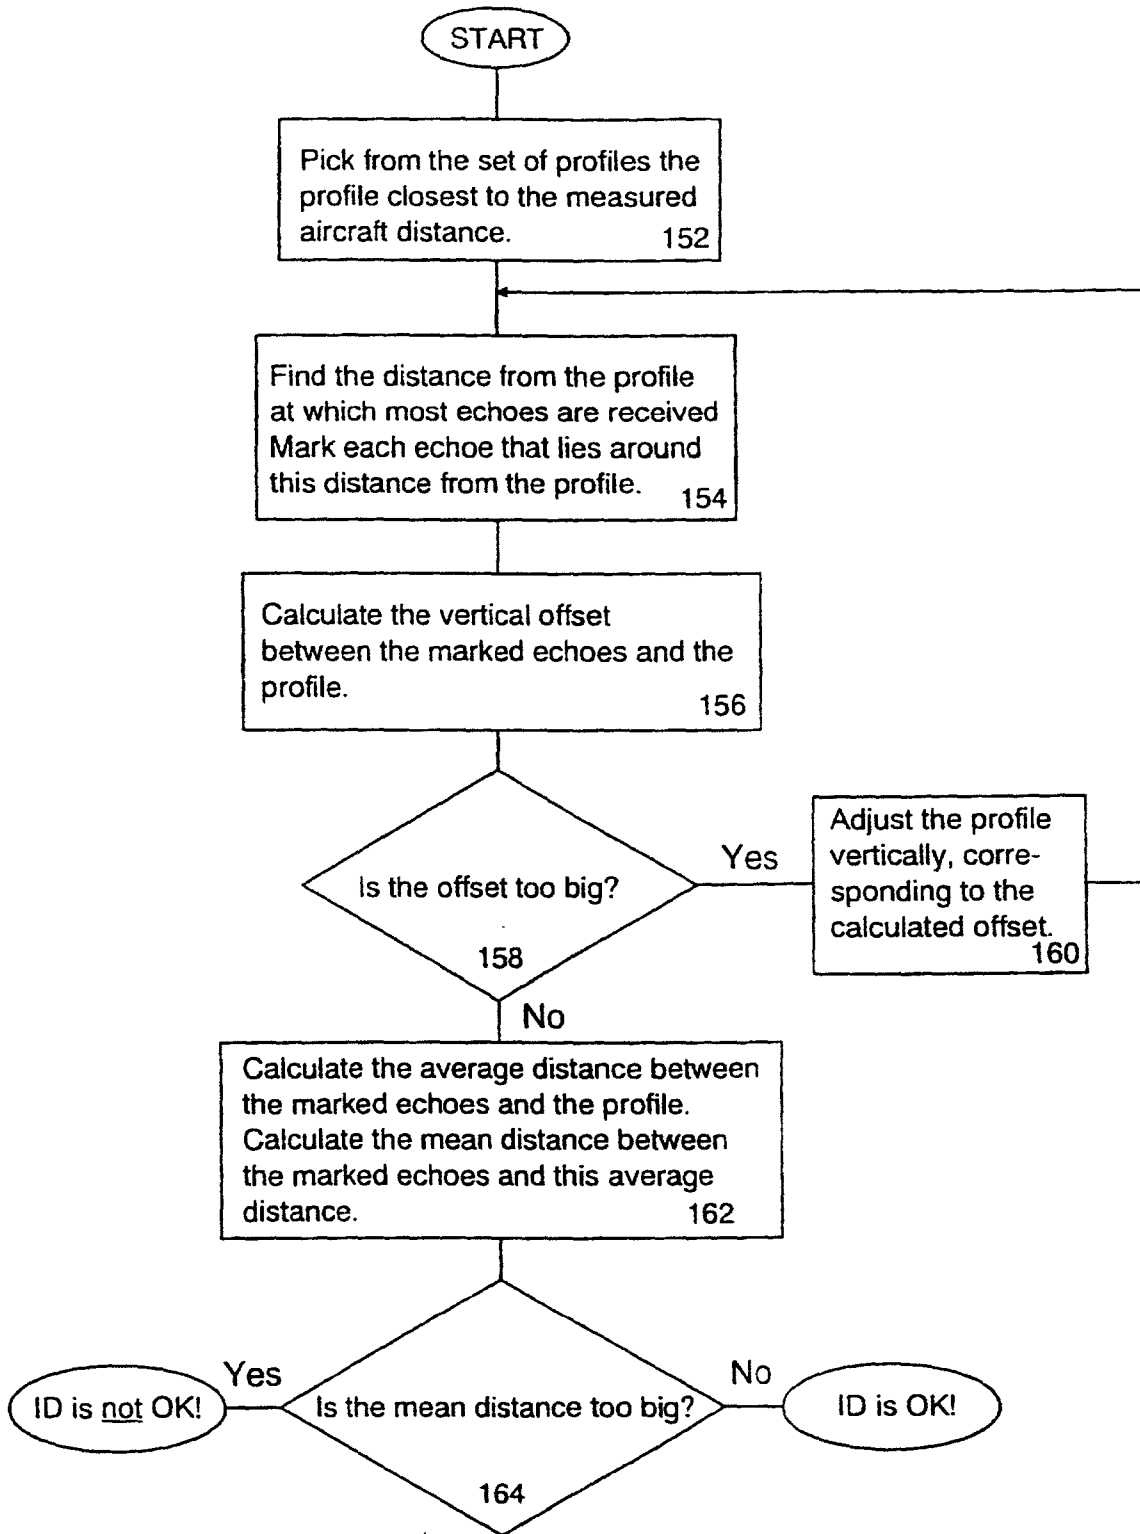 START
Pick from the set of profiles the
profile closest to the measured
aircraft distance.
152
Find the distance from the profile
at which most echoes are received
Mark each echoe that lies around
this distance from the profile.
154
Calculate the vertical offset
between the marked echoes and the
profile.
156
Is the offset too big?
158
Yes
Adjust the profile
vertically, corre-
sponding to the
calculated offset.
160
No
Calculate the average distance between
the marked echoes and the profile.
Calculate the mean distance between
the marked echoes and this average
distance.
162
Is the mean distance too big?
164
Yes
ID is not OK!
No
ID is OK!